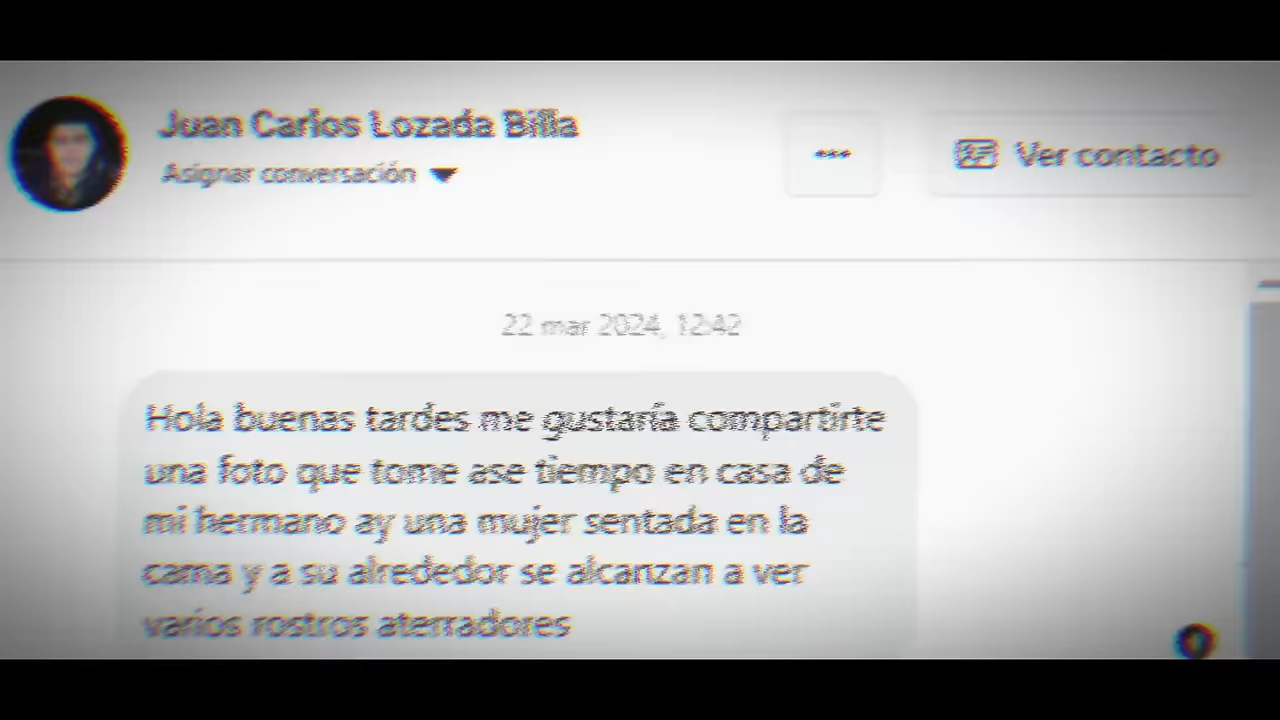 Juan Carlos Lozada Billa
Asignar conversación
Ver contacto
22 mar 2024, 12:42
Hola buenas tardes me gustaría compartirte
una foto que tome ase tiempo en casa de
mi hermano ay una mujer sentada en la
cama y a su alrededor se alcanzan a ver
varios rostros aterradores